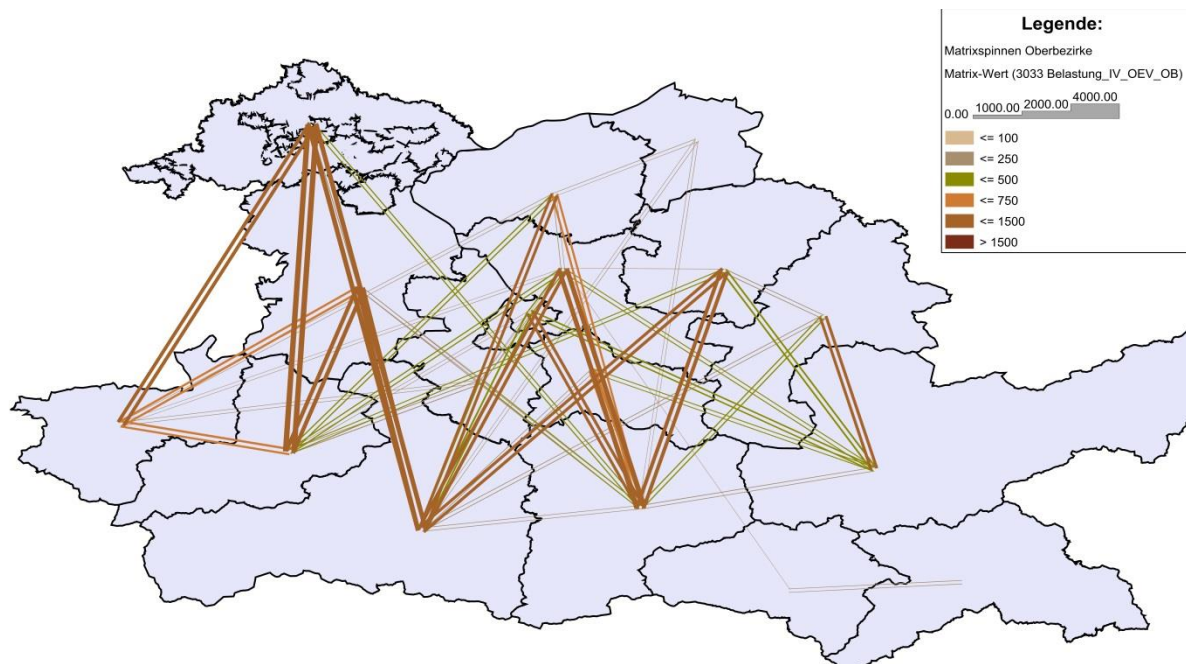 Legende:
Matrixspinnen Oberbezirke
Matrix-Wert (3033 Belastung_IV_OEV_OB)
0.00 1000.00 2000.00 4000.00
<= 100
<= 250
<= 500
<= 750
<= 1500
> 1500